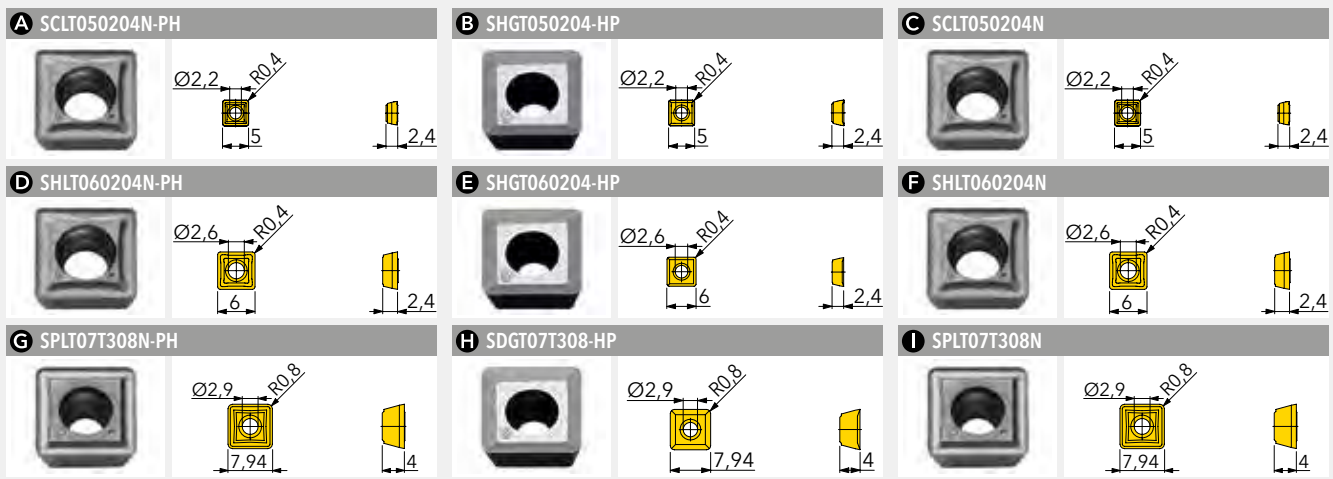 A SCLT050204N-PH
Ø2,2
R0,4
5
2,4
B SHGT050204-HP
Ø2,2
R0,4
5
2,4
C SCLT050204N
Ø2,2
R0,4
5
2,4
D SHLT060204N-PH
Ø2,6
R0,4
6
2,4
E SHGT060204-HP
Ø2,6
R0,4
6
2,4
F SHLT060204N
Ø2,6
R0,4
6
2,4
G SPLT07T308N-PH
Ø2,9
R0,8
7,94
4
H SDGT07T308-HP
Ø2,9
R0,8
7,94
4
I SPLT07T308N
Ø2,9
R0,8
7,94
4